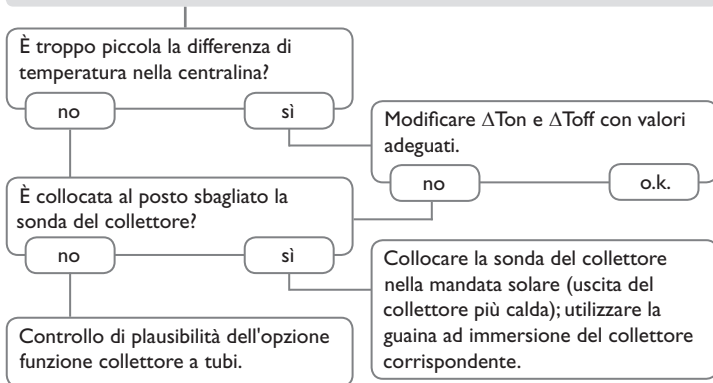 È troppo piccola la differenza di
temperatura nella centralina?
no
sì
Modificare ΔTon e ΔToff con valori
adeguati.
no
o.k.
È collocata al posto sbagliato la
sonda del collettore?
no
sì
Collocare la sonda del collettore
nella mandata solare (uscita del
collettore più calda); utilizzare la
guaina ad immersione del collettore
corrispondente.
Controllo di plausibilità dell'opzione
funzione collettore a tubi.